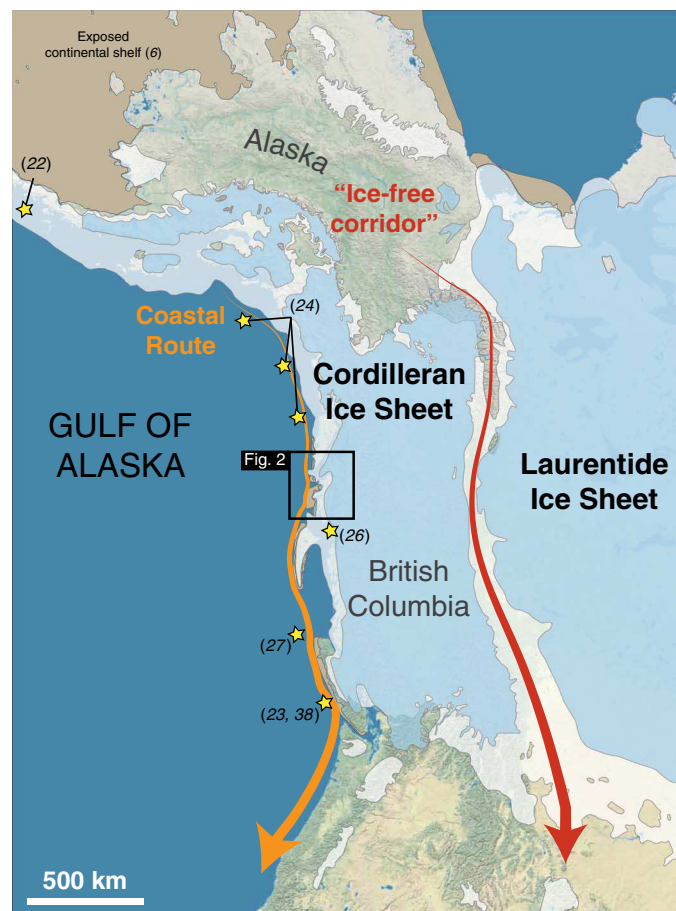 Exposed
continental shelf (6)
(22)
Alaska
"Ice-free
corridor"
(24)
Coastal
Route
Cordilleran
Ice Sheet
GULF OF
ALASKA
Fig. 2
Laurentide
Ice Sheet
(26)
British
Columbia
(27)
(23, 38)
500 km